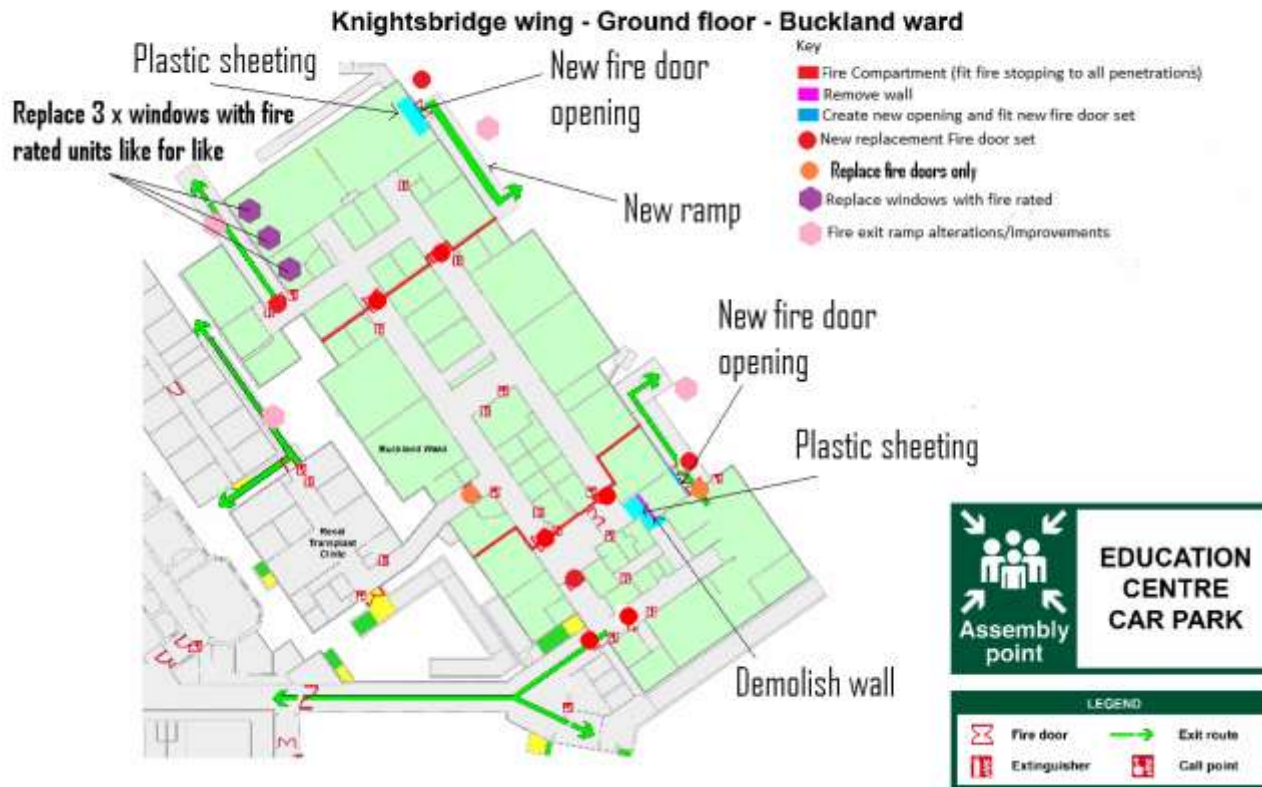 Knightsbridge wing - Ground floor - Buckland ward
Plastic sheeting
New fire door
opening
Replace 3 x windows with fire
rated units like for like
New ramp
Key
Fire Compartment (fit fire stopping to all penetrations)
Remove wall
Create new opening and fit new fire door set
New replacement Fire door set
Replace fire doors only
Replace windows with fire rated
Fire exit ramp alterations/Improvements
New fire door
opening
Plastic sheeting
Buckland Ward
Renal
Transplant
Clinic
Demolish wall
Assembly
point
EDUCATION
CENTRE
CAR PARK
LEGEND
Fire door
Exit route
Extinguisher
Call point